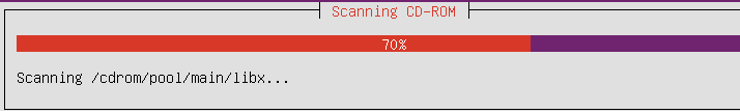 Scanning CD-ROM
70%
Scanning /cdrom/pool/main/libx...